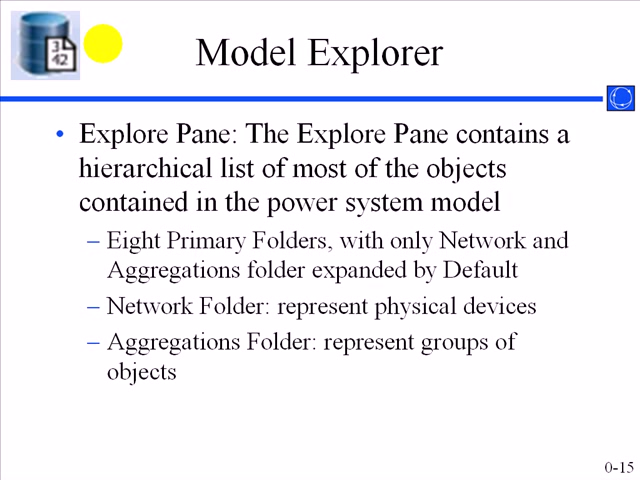 Model Explorer
• Explore Pane: The Explore Pane contains a
hierarchical list of most of the objects
contained in the power system model
– Eight Primary Folders, with only Network and
Aggregations folder expanded by Default
– Network Folder: represent physical devices
– Aggregations Folder: represent groups of
objects
0-15